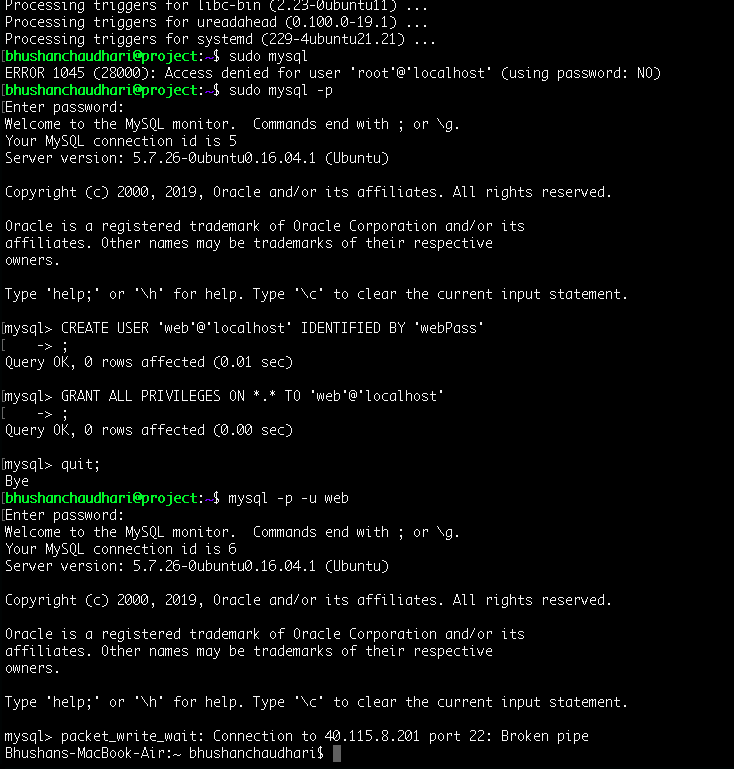 Processing triggers for libc-bin (2.23-0ubuntu11) ...
Processing triggers for ureadahead (0.100.0-19.1) ...
Processing triggers for systemd (229-4ubuntu21.21) ...
[bhushanchaudhari@project:~$ sudo mysql
ERROR 1045 (28000): Access denied for user 'root'@'localhost' (using password: NO)
[bhushanchaudhari@project:~$ sudo mysql -p
[Enter password:
Welcome to the MySQL monitor.  Commands end with ; or \g.
Your MySQL connection id is 5
Server version: 5.7.26-0ubuntu0.16.04.1 (Ubuntu)

Copyright (c) 2000, 2019, Oracle and/or its affiliates. All rights reserved.

Oracle is a registered trademark of Oracle Corporation and/or its
affiliates. Other names may be trademarks of their respective
owners.

Type 'help;' or '\h' for help. Type '\c' to clear the current input statement.

[mysql> CREATE USER 'web'@'localhost' IDENTIFIED BY 'webPass'
[    -> ;
Query OK, 0 rows affected (0.01 sec)

[mysql> GRANT ALL PRIVILEGES ON *.* TO 'web'@'localhost'
[    -> ;
Query OK, 0 rows affected (0.00 sec)

[mysql> quit;
Bye
[bhushanchaudhari@project:~$ mysql -p -u web
[Enter password:
Welcome to the MySQL monitor.  Commands end with ; or \g.
Your MySQL connection id is 6
Server version: 5.7.26-0ubuntu0.16.04.1 (Ubuntu)

Copyright (c) 2000, 2019, Oracle and/or its affiliates. All rights reserved.

Oracle is a registered trademark of Oracle Corporation and/or its
affiliates. Other names may be trademarks of their respective
owners.

Type 'help;' or '\h' for help. Type '\c' to clear the current input statement.

mysql> packet_write_wait: Connection to 40.115.8.201 port 22: Broken pipe
Bhushans-MacBook-Air:~ bhushanchaudhari$